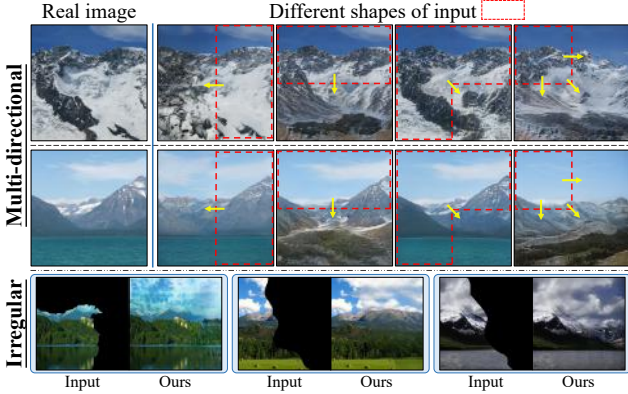 Real image
Different shapes of input
Multi-directional
Irregular
Input
Ours
Input
Ours
Input
Ours